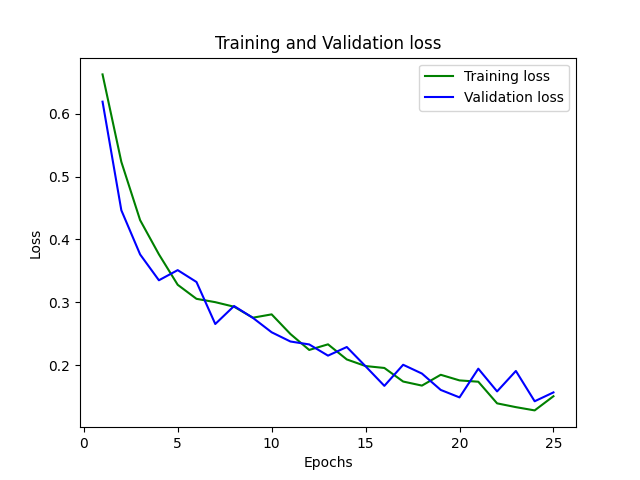 Training and Validation loss
Training loss
Validation loss
0.6
0.5
0.4
0.3
0.2
Loss
0 5 10 15 20 25
Epochs